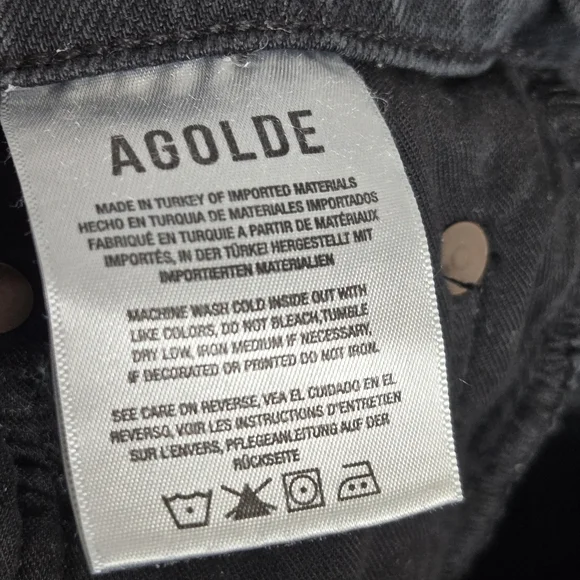 AGOLDE
MADE IN TURKEY OF IMPORTED MATERIALS
HECHO EN TURQUIA DE MATERIALES IMPORTADOS
FABRIQUÉ EN TURQUIE A PARTIR DE MATÉRIAUX
IMPORTÉS, IN DER TÜRKEI HERGESTELLT MIT
IMPORTIERTEN MATERIALIEN
MACHINE WASH COLD INSIDE OUT WITH
LIKE COLORS, DO NOT BLEACH,TUMBLE
DRY LOW, IRON MEDIUM IF NECESSARY,
IF DECORATED OR PRINTED DO NOT IRON.
SEE CARE ON REVERSE, VEA EL CUIDADO EN EL
REVERSO, VOIR LES INSTRUCTIONS D'ENTRETIEN
SUR L'ENVERS, PFLEGEANLEITUNG AUF DER
RÜCKSEITE